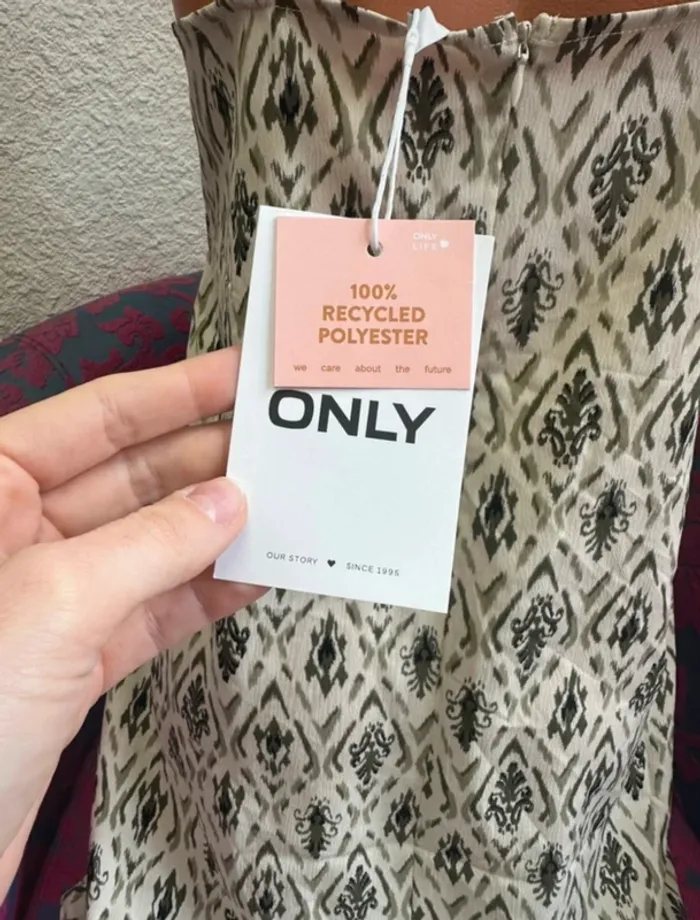 ONLY
LIFE
100%
RECYCLED
POLYESTER
we care about the future
ONLY
OUR STORY ♥ SINCE 1995